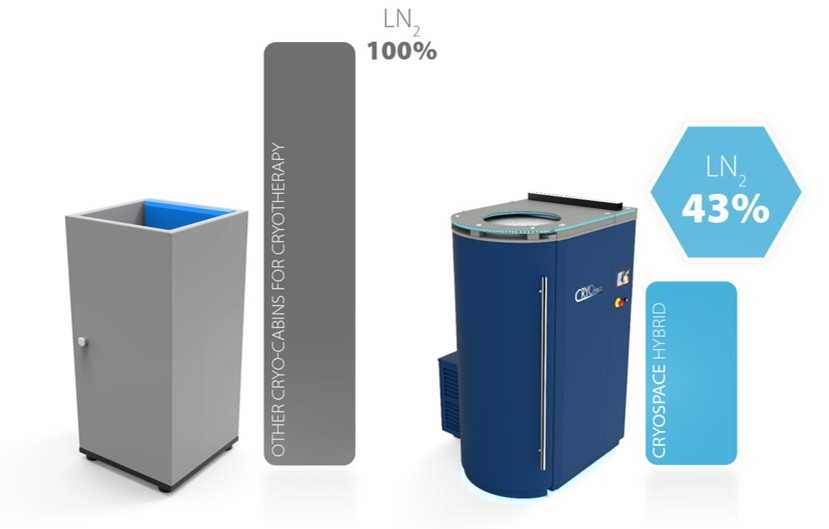 LN2
100%
OTHER CRYO-CABINS FOR CRYOTHERAPY
LN2
43%
CRYOSPACE HYBRID